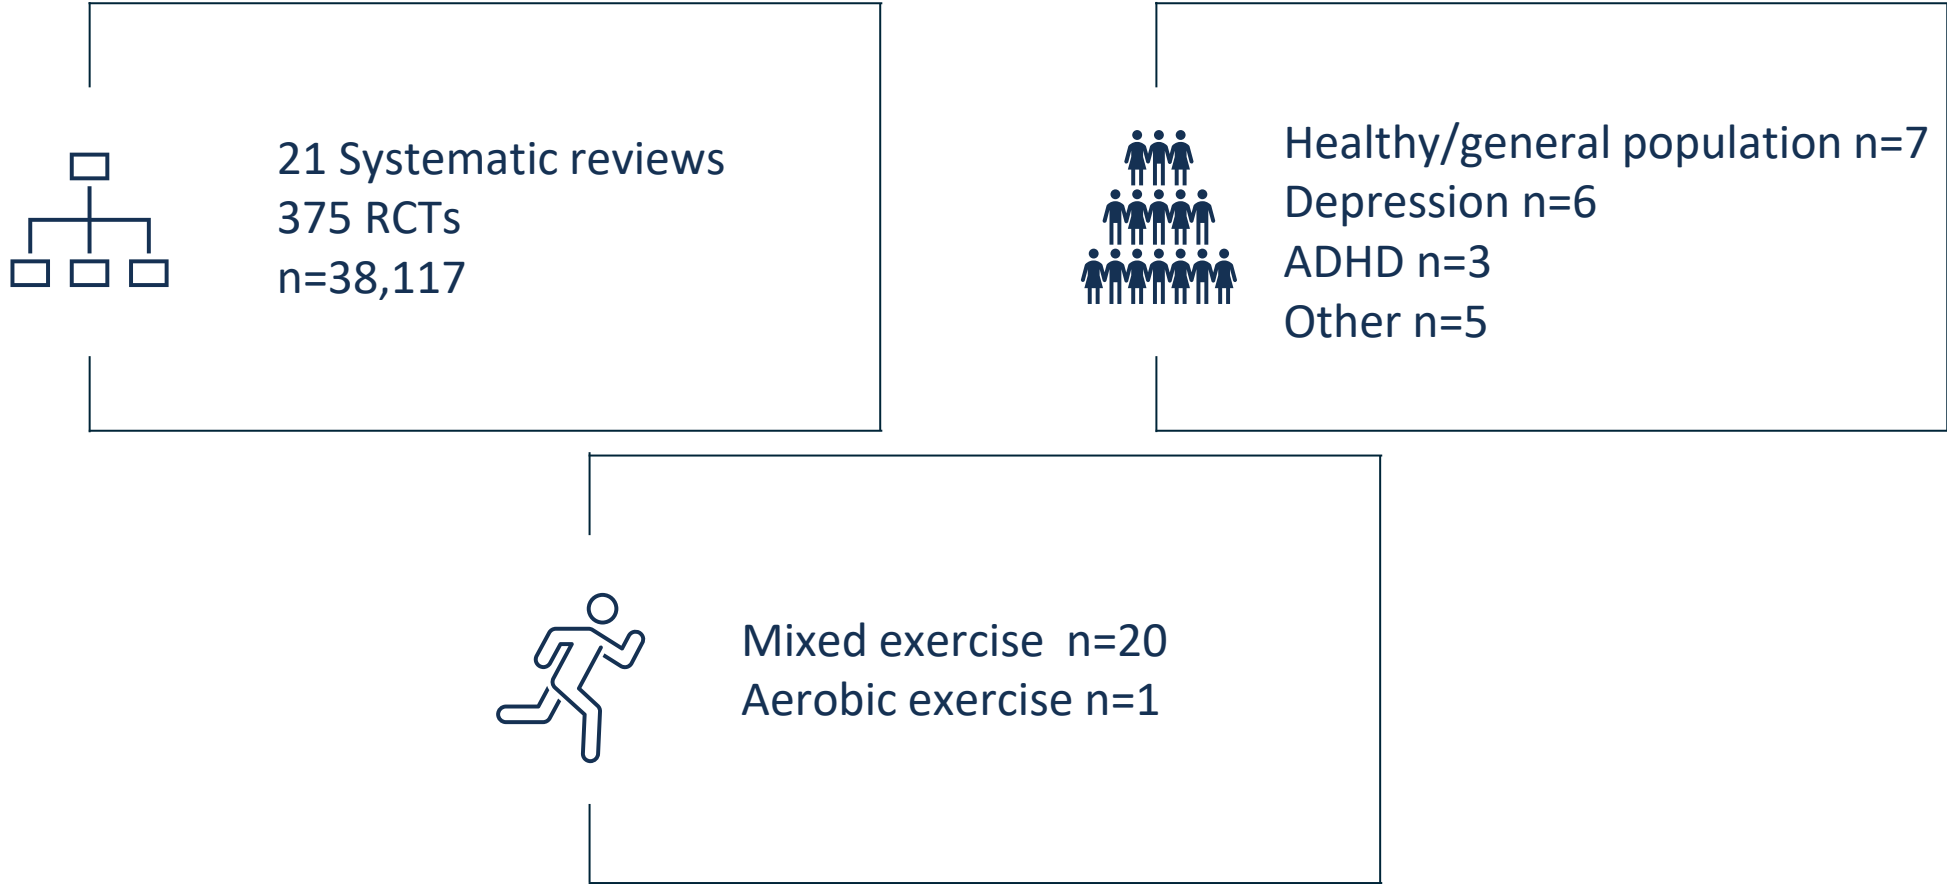 21 Systematic reviews
375 RCTs
n=38,117
Healthy/general population n=7
Depression n=6
ADHD n=3
Other n=5
Mixed exercise  n=20
Aerobic exercise n=1